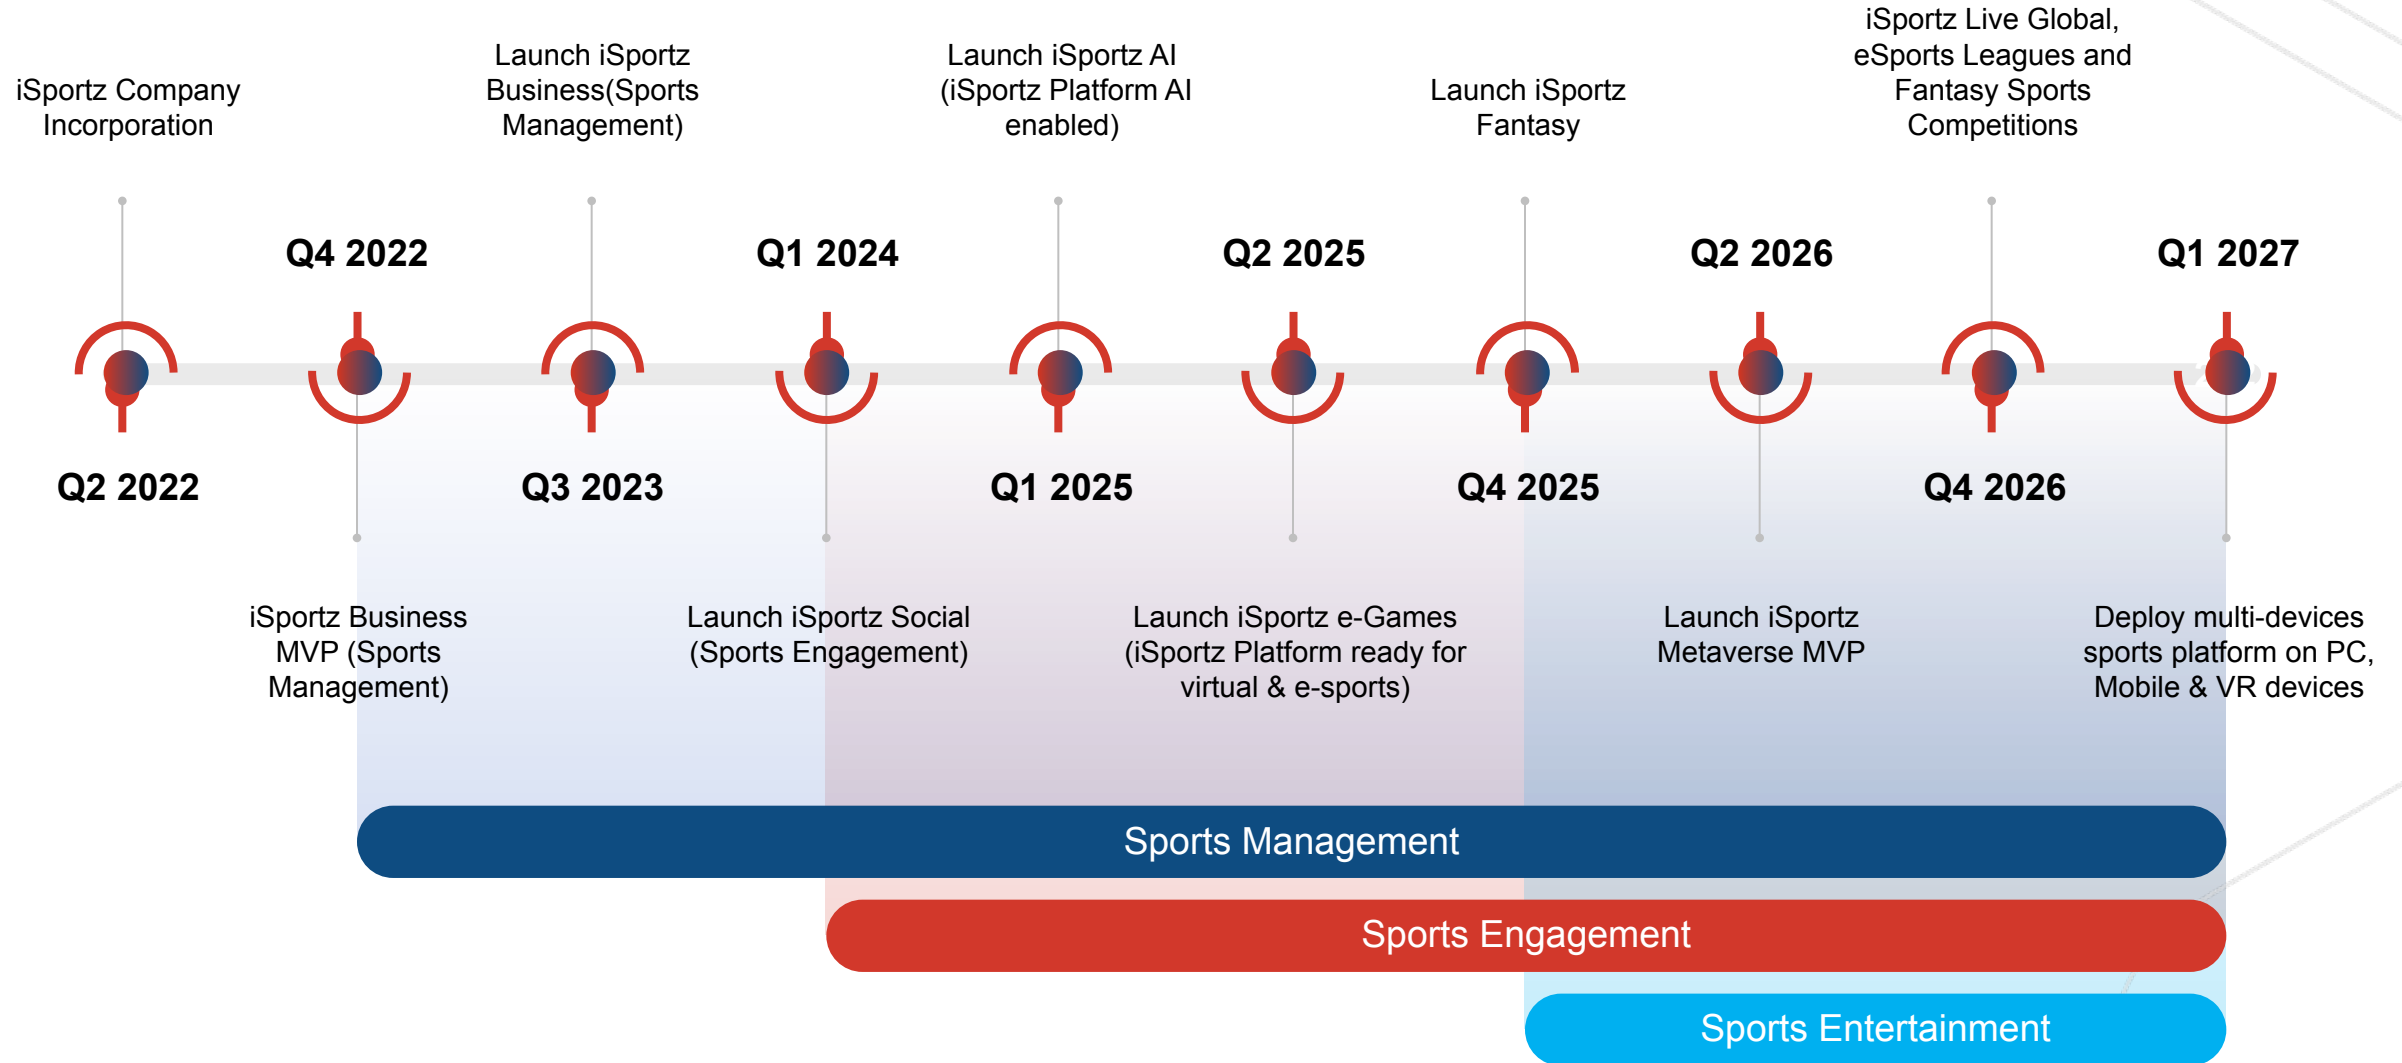 iSportz Company
Incorporation
Launch iSportz
Business(Sports
Management)
Launch iSportz AI
(iSportz Platform AI
enabled)
Launch iSportz
Fantasy
iSportz Live Global,
eSports Leagues and
Fantasy Sports
Competitions
Q4 2022
Q1 2024
Q2 2025
Q2 2026
Q1 2027
Q2 2022
Q3 2023
Q1 2025
Q4 2025
Q4 2026
iSportz Business
MVP (Sports
Management)
Launch iSportz Social
(Sports Engagement)
Launch iSportz e-Games
(iSportz Platform ready for
virtual & e-sports)
Launch iSportz
Metaverse MVP
Deploy multi-devices
sports platform on PC,
Mobile & VR devices
Sports Management
Sports Engagement
Sports Entertainment